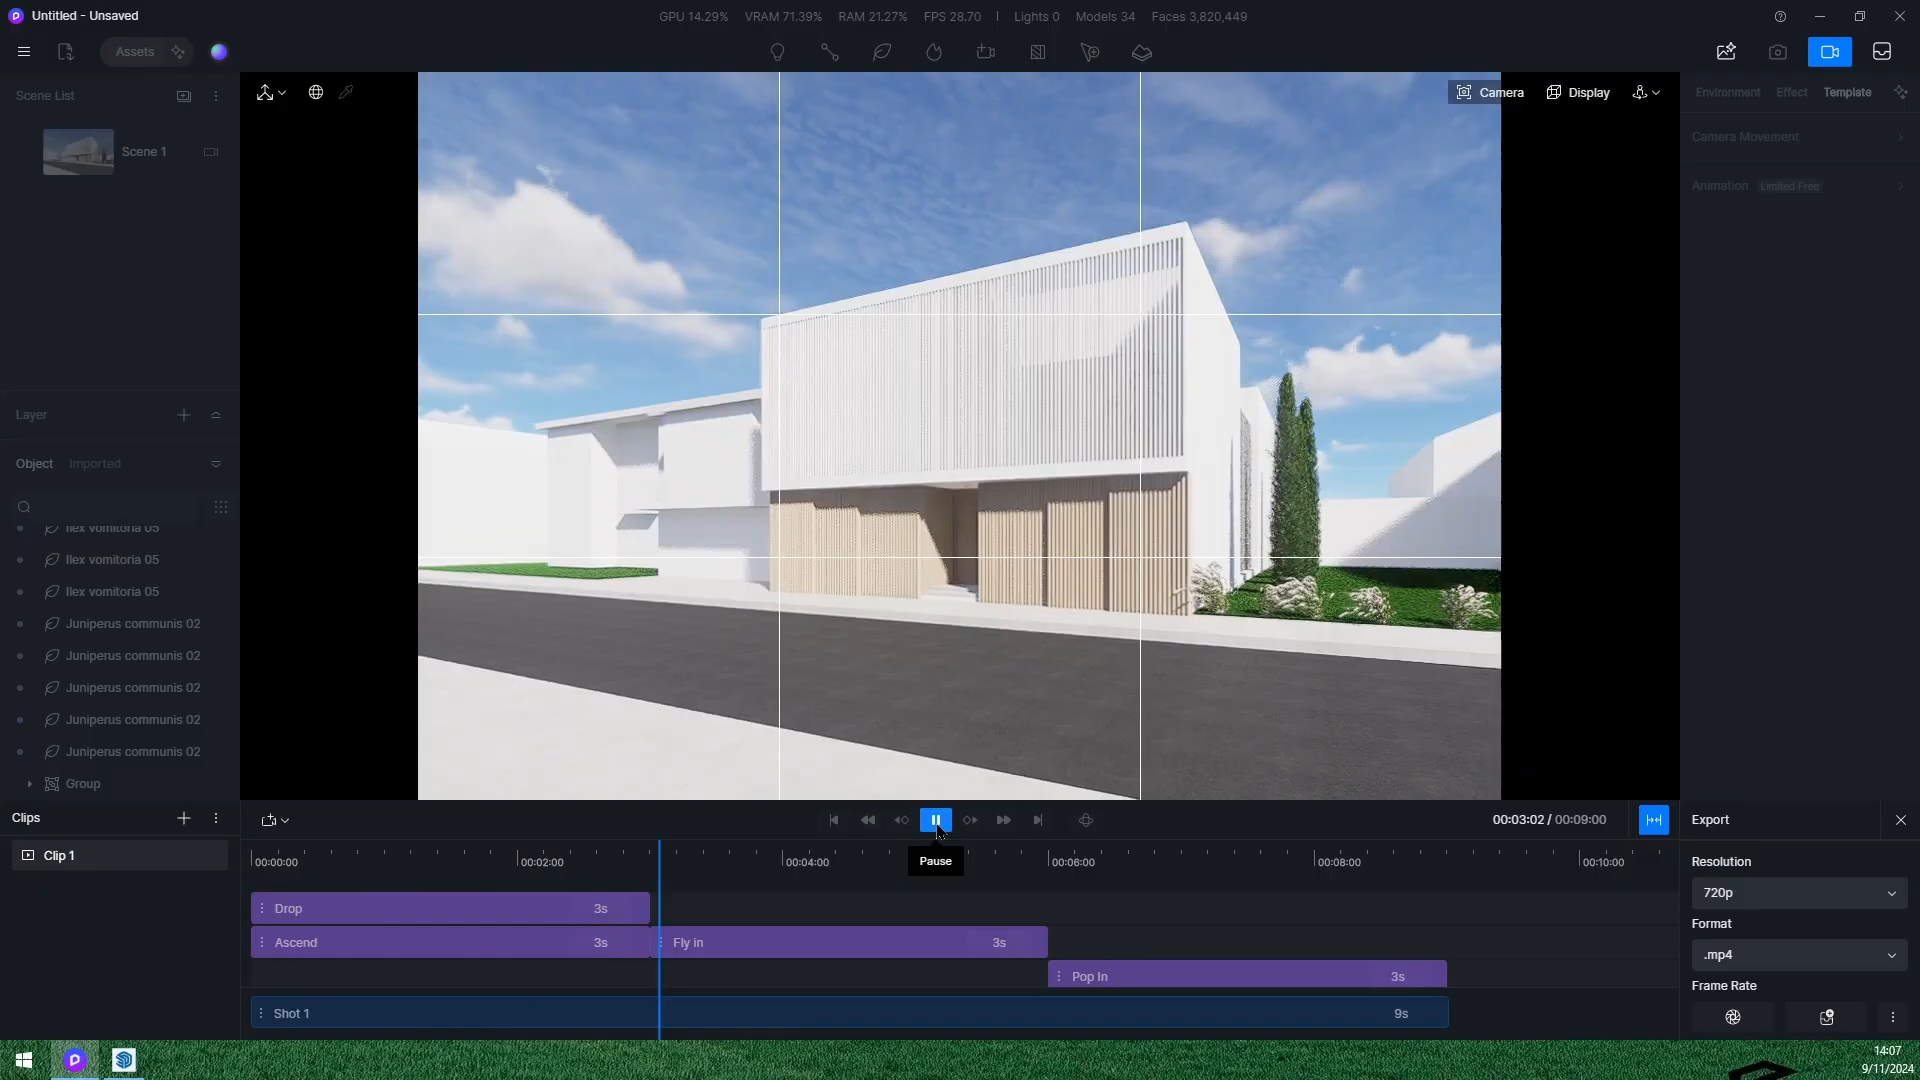 Untitled - Unsaved
GPU 14.29% VRAM 71.39% RAM 21.27% FPS 28.70 | Lights 0 Models 34 Faces 3,820,449
Assets
Scene List
Camera
Display
Environment Effect Template
Scene 1
Camera Movement
Animation Limited Free
Layer
Object Imported
Ilex vomitoria 05
Ilex vomitoria 05
Ilex vomitoria 05
Juniperus communis 02
Juniperus communis 02
Juniperus communis 02
Juniperus communis 02
Juniperus communis 02
Group
Clips
00:03:02 / 00:09:00
Export
Clip 1
Pause
00:00:00 00:02:00 00:04:00 00:06:00 00:08:00 00:10:00
Resolution
720p
Drop 3s
Format
Ascend 3s
Fly in 3s
.mp4
Pop In 3s
Frame Rate
Shot 1 9s
14:07
9/11/2024